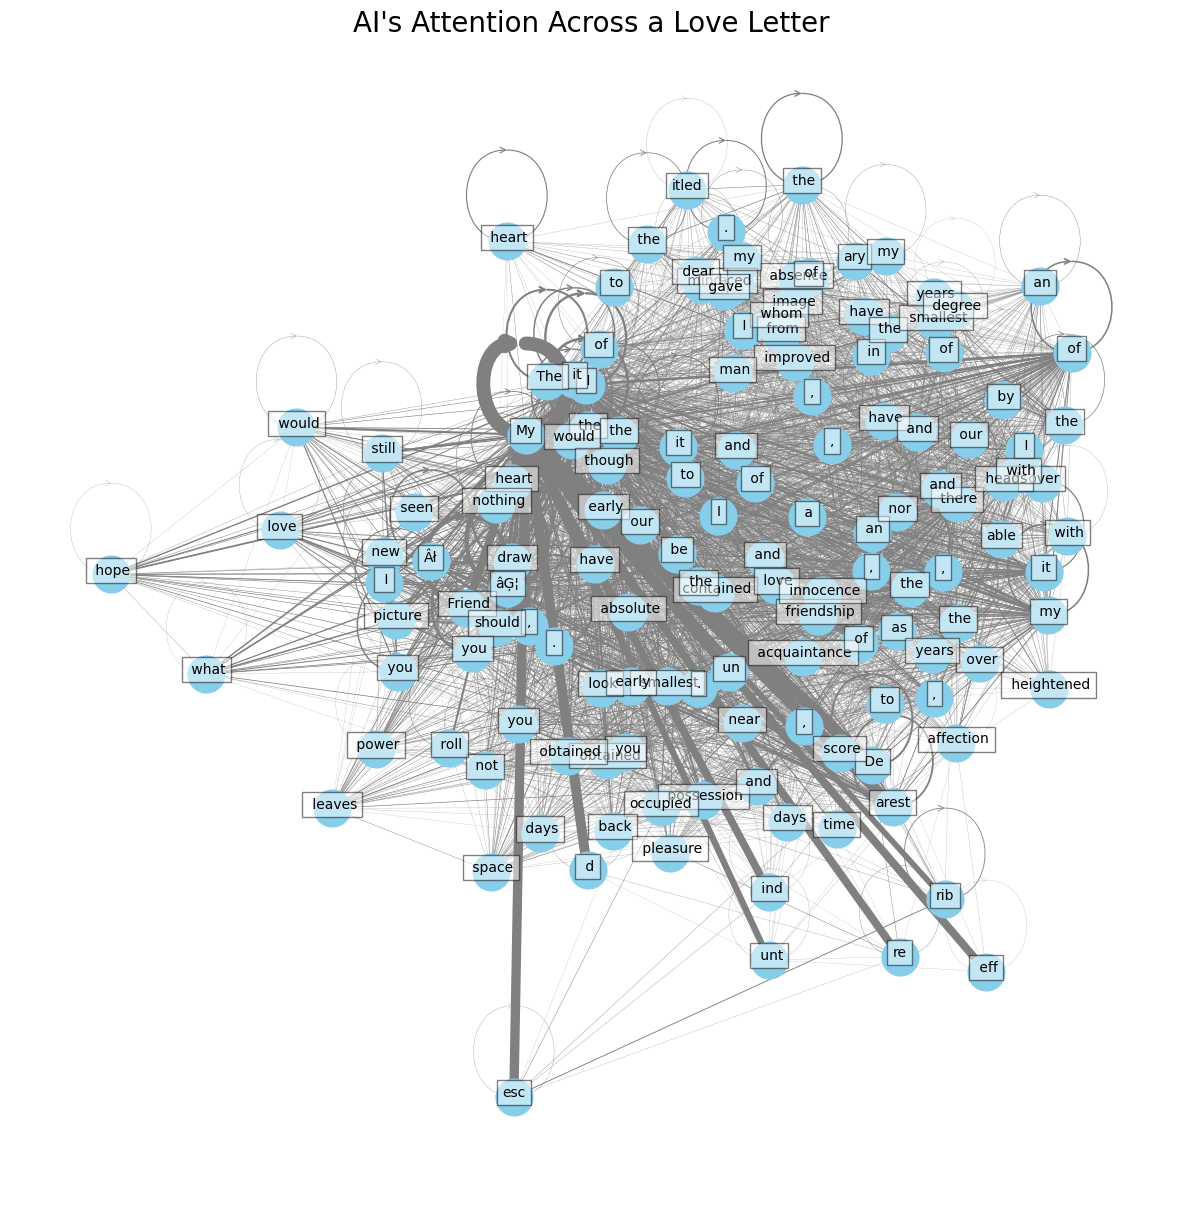 AI's Attention Across a Love Letter
itled
the
heart
the
.
my
ary
my
dear
absence
of
to
gave
an
years
degree
image
have
smallest
whom
I
from
the
of
in
of
of
improved
The
it
I
man
,
by
would
the
have
My
the
the
and
our
would
still
it
and
,
I
though
with
headsover
to
of
and
there
heart
nothing
early
seen
I
a
nor
our
an
able
with
love
new
Âł
draw
have
be
and
,
,
it
hope
I
âĢ¦
the
contained
love
innocence
the
Friend
absolute
friendship
my
picture
should
,
as
the
you
.
of
acquaintance
years
over
what
you
un
look
early
smallest
.
heightened
to
,
you
near
,
power
roll
affection
obtained
you
score
obtained
not
De
and
leaves
occupied
possession
arest
days
back
days
time
pleasure
space
d
ind
rib
unt
re
eff
esc